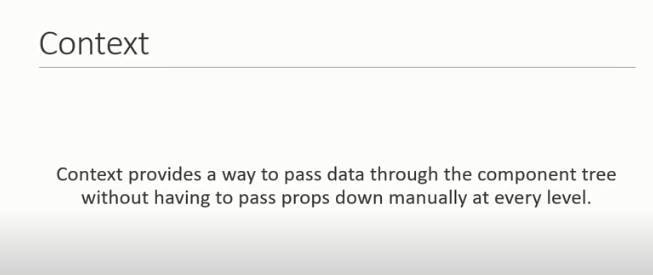 Context
Context provides a way to pass data through the component tree
without having to pass props down manually at every level.